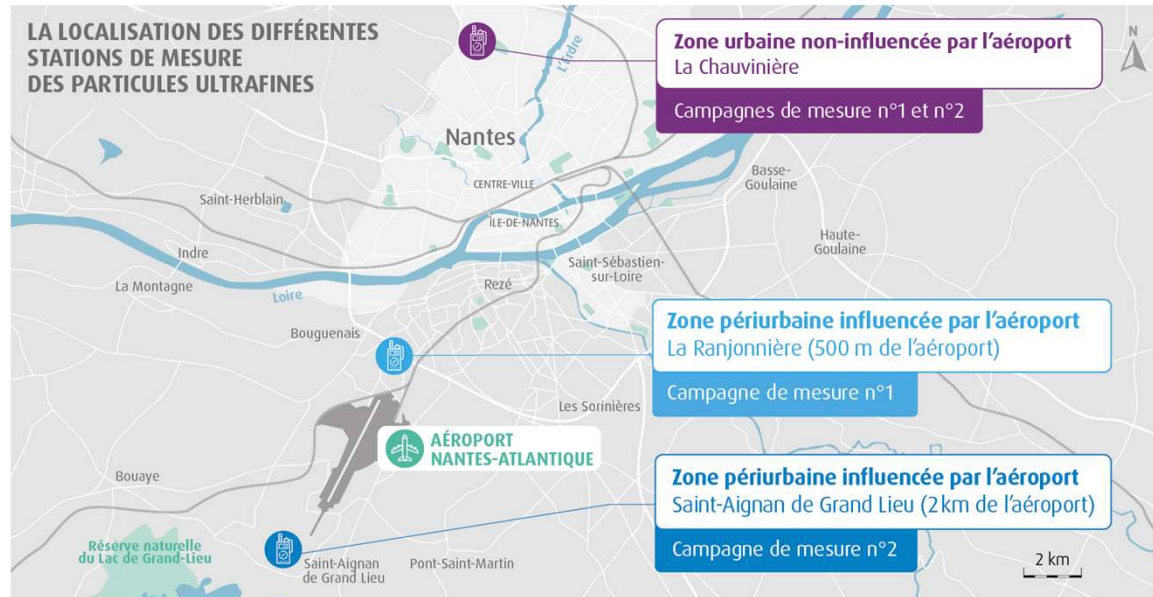 LA LOCALISATION DES DIFFÉRENTES
STATIONS DE MESURE
DES PARTICULES ULTRAFINES
Zone urbaine non-influencée par l’aéroport
La Chauvinière
Campagnes de mesure n°1 et n°2
N
l’Erdre
Nantes
CENTRE-VILLE
ÎLE-DE-NANTES
Basse-
Goulaine
Saint-Herblain
Haute-
Goulaine
Indre
Saint-Sébastien-
sur-Loire
La Montagne
Loire
Rezé
Bouguenais
Zone périurbaine influencée par l’aéroport
La Ranjonnière (500 m de l’aéroport)
Campagne de mesure n°1
Les Sorinières
AÉROPORT
NANTES-ATLANTIQUE
Bouaye
Zone périurbaine influencée par l’aéroport
Saint-Aignan de Grand Lieu (2 km de l’aéroport)
Campagne de mesure n°2
Réserve naturelle
du Lac de Grand-Lieu
Saint-Aignan
de Grand Lieu
Pont-Saint-Martin
2 km